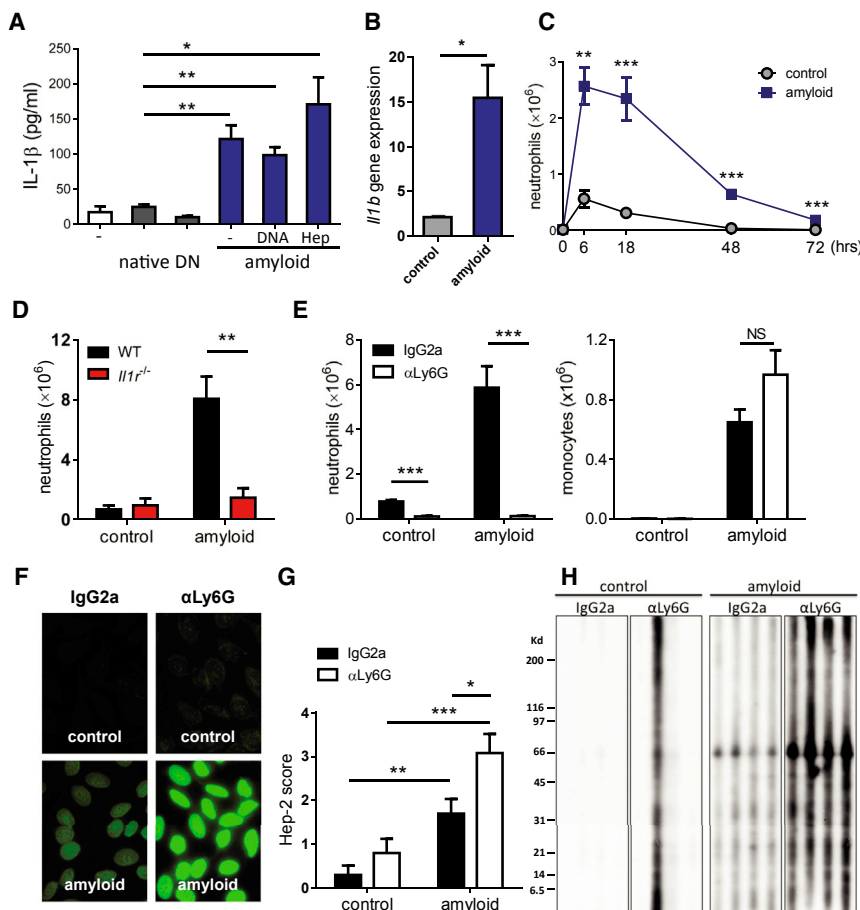 A
IL-1β (pg/ml)
250
200
150
100
50
0
*
**
**
-
- DNA Hep
native DN
amyloid
B
Il1b gene expression
20
15
10
5
0
*
control
amyloid
C
neutrophils (×10⁶)
3
2
1
0
** ***
***
***
control
amyloid
0 6 18 48 72 (hrs)
D
neutrophils (×10⁶)
12
8
4
0
WT
Il1r⁻/⁻
**
control amyloid
E
neutrophils (×10⁶)
8
6
4
2
0
IgG2a
αLy6G
***
***
control amyloid
monocytes (x10⁶)
1.2
0.9
0.6
0.3
0.0
NS
control amyloid
F
IgG2a αLy6G
control control
amyloid amyloid
G
IgG2a
αLy6G
Hep-2 score
4
3
2
1
0
*
***
**
control amyloid
H
control amyloid
IgG2a αLy6G IgG2a αLy6G
Kd
200
116
97
66
45
31
21
14
6.5